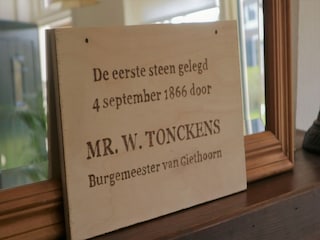 De eerste steen gelegd
4 september 1866 door
MR. W. TONCKENS
Burgemeester van Giethoorn